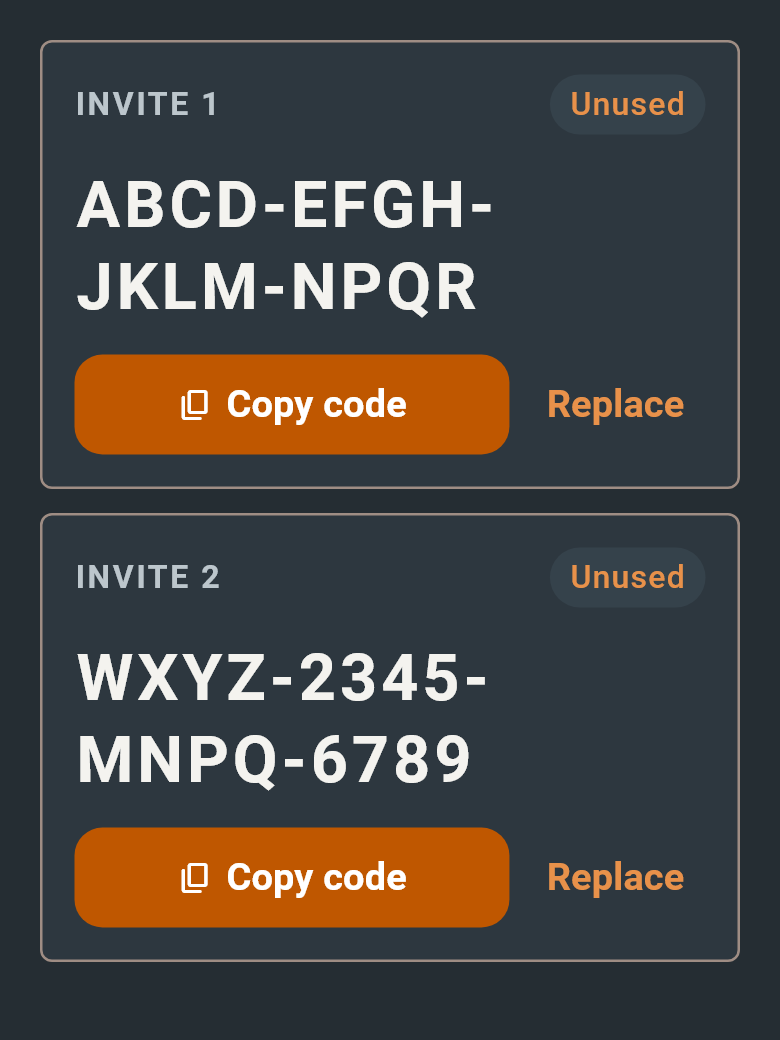 INVITE 1
Unused
ABCD-EFGH-
JKLM-NPQR
Copy code
Replace
INVITE 2
Unused
WXYZ-2345-
MNPQ-6789
Copy code
Replace